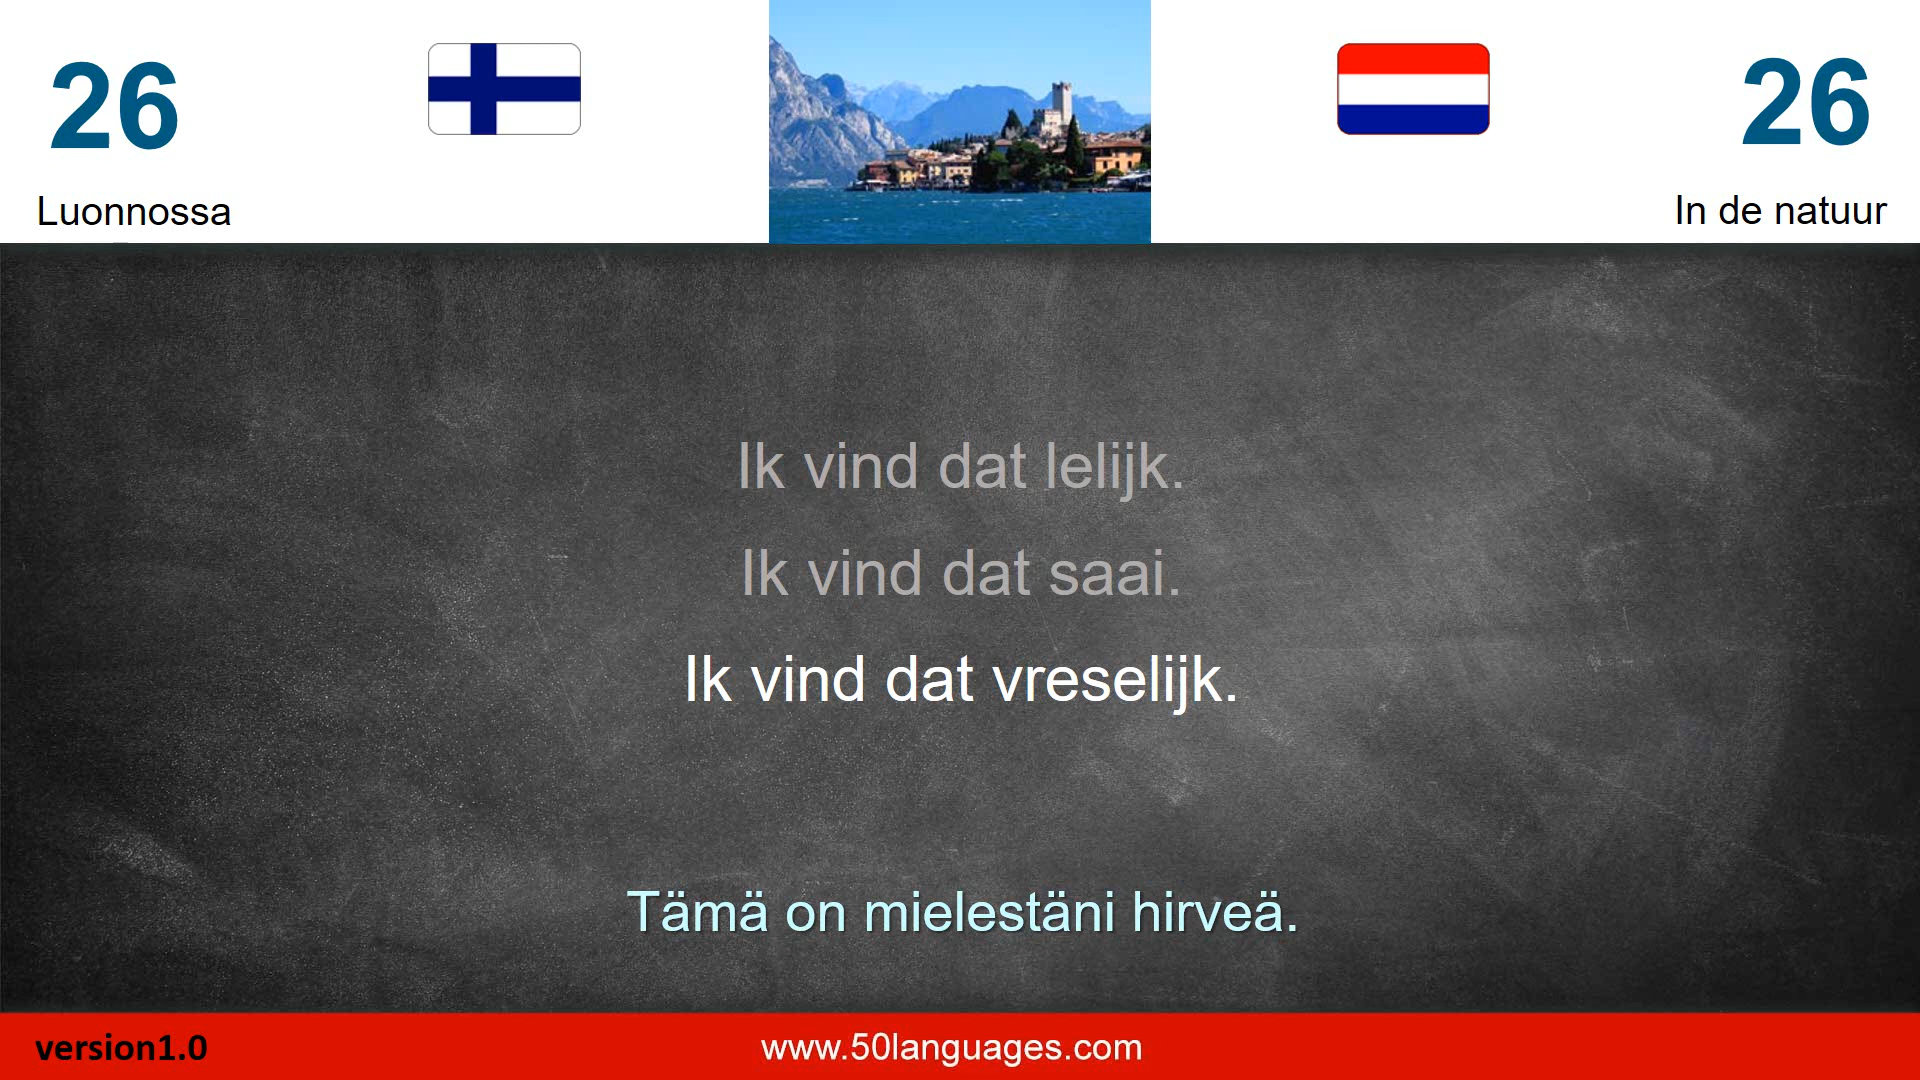 26
26
Luonnossa
In de natuur
Ik vind dat lelijk.
Ik vind dat saai.
Ik vind dat vreselijk.
Tämä on mielestäni hirveä.
version1.0
www.50languages.com